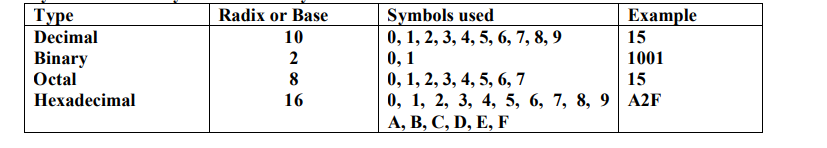 Type Radix or Base Symbols used Example
Decimal 10 0, 1, 2, 3, 4, 5, 6, 7, 8, 9 15
Binary 2 0, 1 1001
Octal 8 0, 1, 2, 3, 4, 5, 6, 7 15
Hexadecimal 16 0, 1, 2, 3, 4, 5, 6, 7, 8, 9 A2F
A, B, C, D, E, F